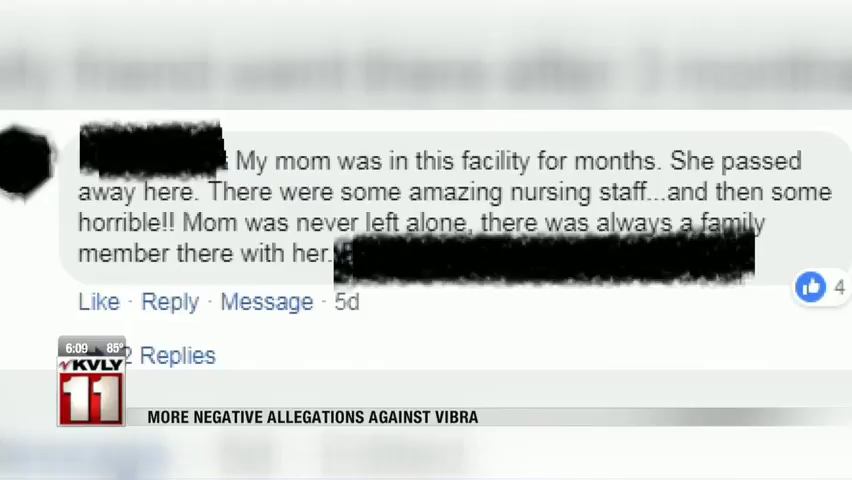 My mom was in this facility for months. She passed
away here. There were some amazing nursing staff...and then some
horrible!! Mom was never left alone, there was always a family
member there with her.
Like · Reply · Message · 5d
4
2 Replies
6:09 85°
KVLY
11
MORE NEGATIVE ALLEGATIONS AGAINST VIBRA